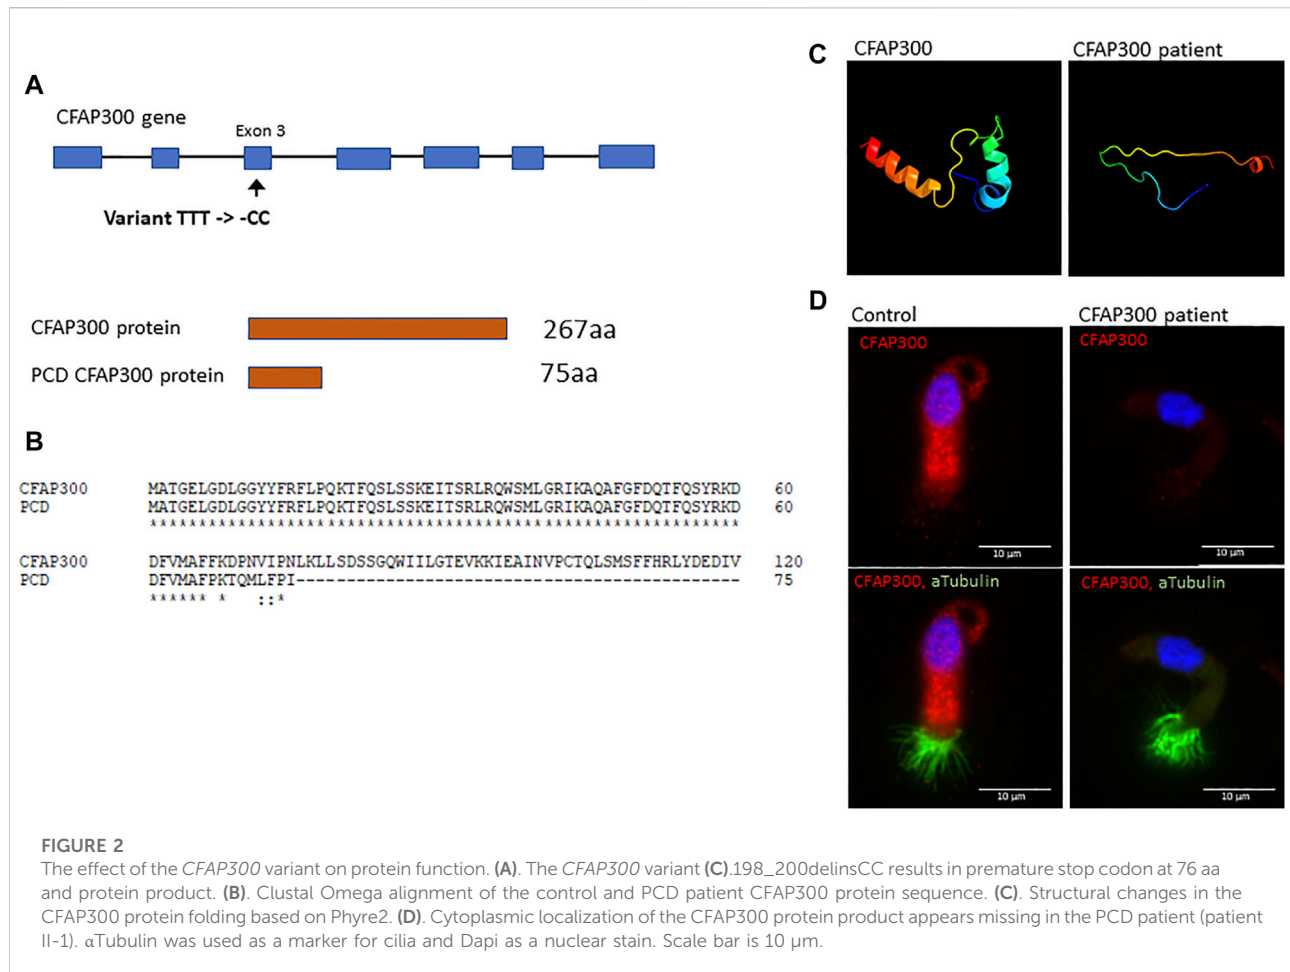 A
CFAP300 gene
Exon 3
Variant TTT -> -CC
CFAP300 protein
267aa
PCD CFAP300 protein
75aa
B
CFAP300 MATGELGDLGGYYFRFLPQKTFQSLSSKEITSRLRQWSMLGRIKAQAFGFDQTFQSYRKD 60
PCD MATGELGDLGGYYFRFLPQKTFQSLSSKEITSRLRQWSMLGRIKAQAFGFDQTFQSYRKD 60
************************************************************
CFAP300 DFVMAFFKDPNVIPNLKLLSDSSGQWIILGTEVKKIEAINVPCTQLSMSFFHRLYDEDIV 120
PCD DFVMAFPKTQMLFPI--------------------------------------------- 75
****** * ::*
C
CFAP300
CFAP300 patient
D
Control
CFAP300 patient
CFAP300
CFAP300
10 µm
10 µm
CFAP300, aTubulin
CFAP300, aTubulin
10 µm
10 µm
FIGURE 2
The effect of the CFAP300 variant on protein function. (A). The CFAP300 variant (C).198_200delinsCC results in premature stop codon at 76 aa
and protein product. (B). Clustal Omega alignment of the control and PCD patient CFAP300 protein sequence. (C). Structural changes in the
CFAP300 protein folding based on Phyre2. (D). Cytoplasmic localization of the CFAP300 protein product appears missing in the PCD patient (patient
II-1). αTubulin was used as a marker for cilia and Dapi as a nuclear stain. Scale bar is 10 µm.